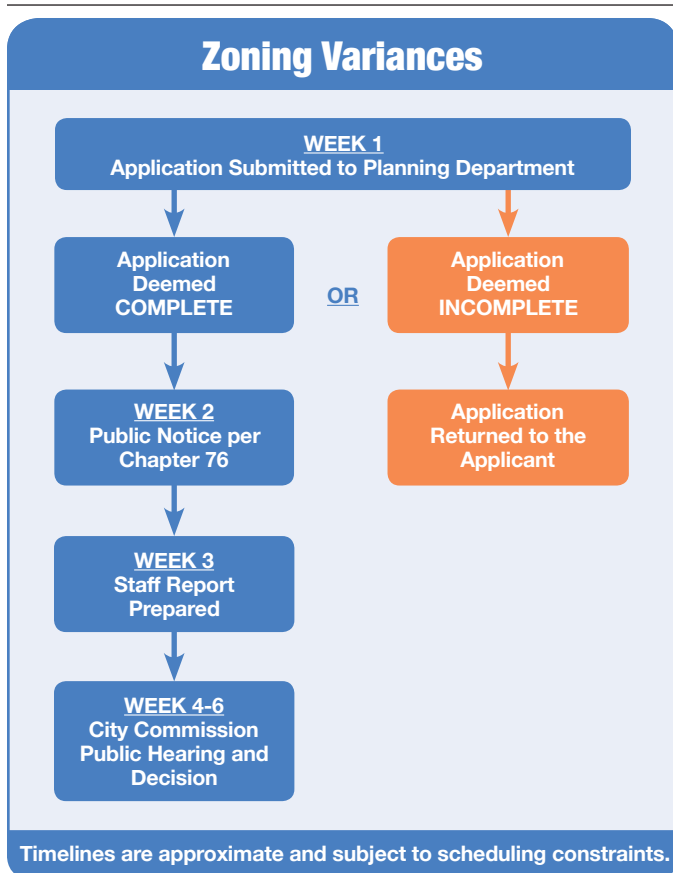 Zoning Variances
WEEK 1
Application Submitted to Planning Department
Application
Deemed
COMPLETE
OR
Application
Deemed
INCOMPLETE
WEEK 2
Public Notice per
Chapter 76
Application
Returned to the
Applicant
WEEK 3
Staff Report
Prepared
WEEK 4-6
City Commission
Public Hearing and
Decision
Timelines are approximate and subject to scheduling constraints.